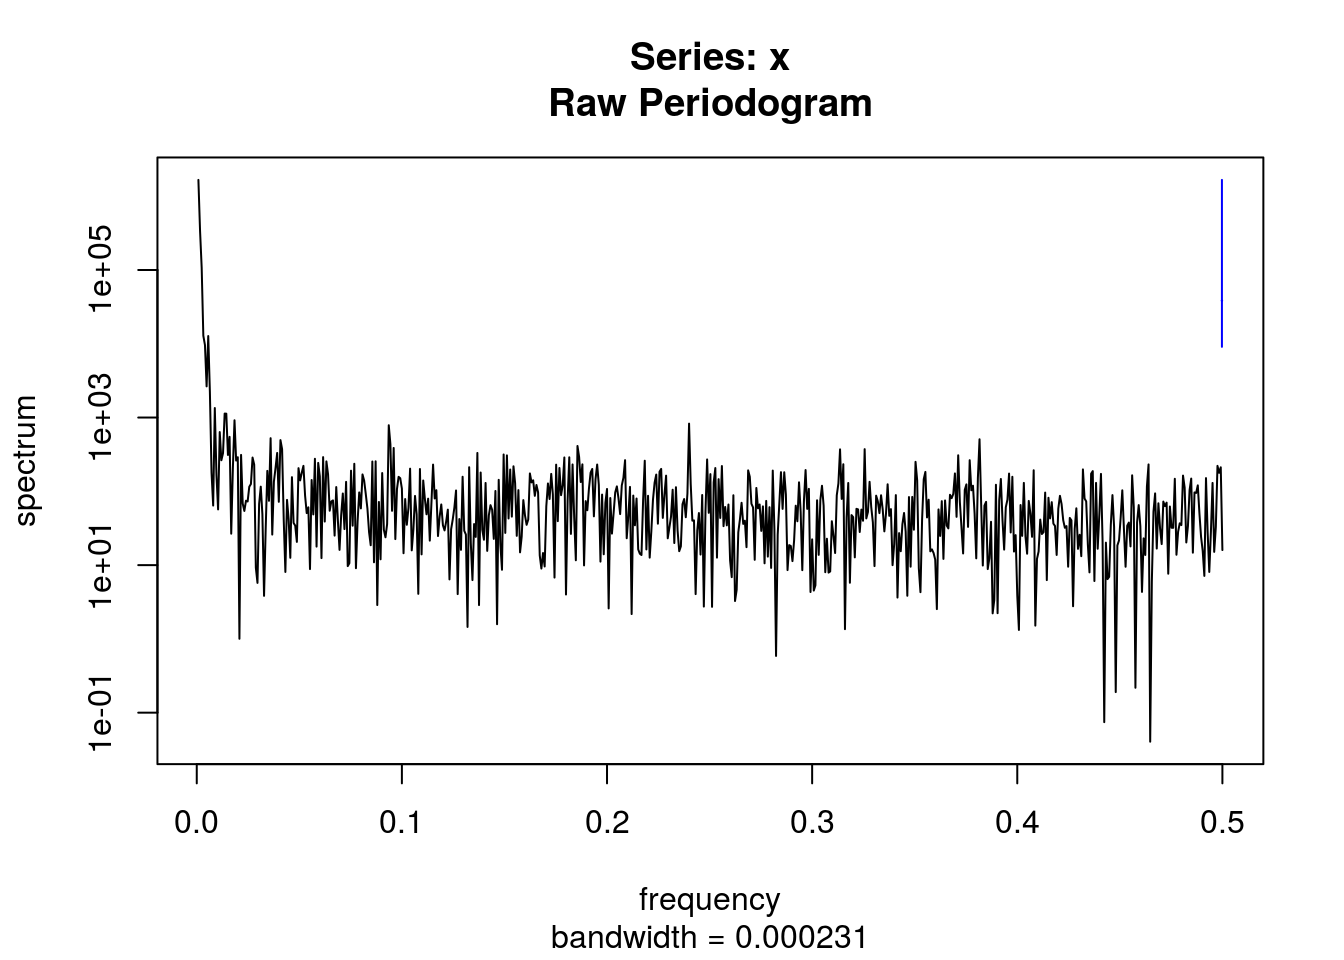 Series: x
Raw Periodogram
spectrum
1e+05
1e+03
1e+01
1e-01
0.0 0.1 0.2 0.3 0.4 0.5
frequency
bandwidth = 0.000231